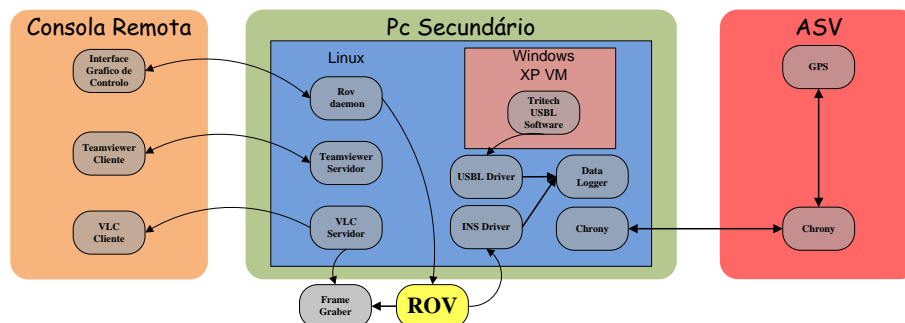 Consola Remota
Interface
Grafico de
Controlo
Teamviewer
Cliente
VLC
Cliente
Pc Secundário
Linux
Rov
daemon
Teamviewer
Servidor
VLC
Servidor
Windows
XP VM
Tritech
USBL
Software
USBL Driver
Data
Logger
INS Driver
Chrony
Frame
Graber
ROV
ASV
GPS
Chrony